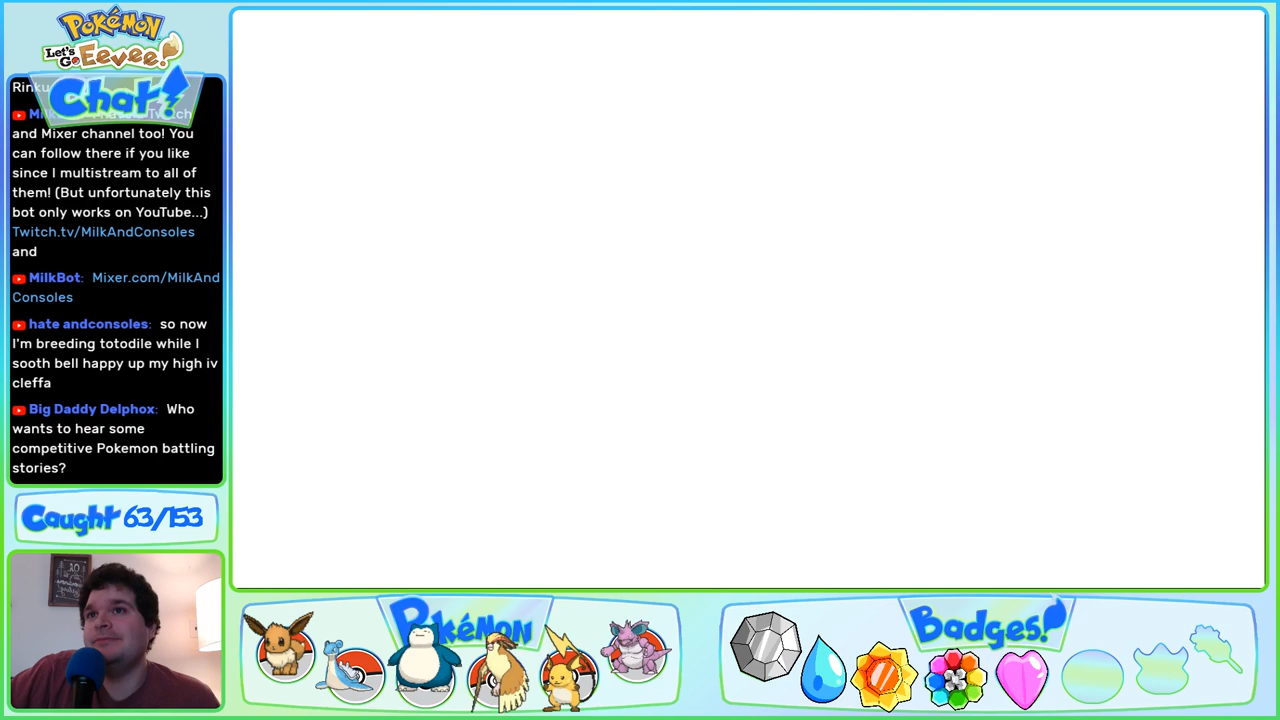 POKéMON
Let's Go Eevee!
Chat!
Rinku
and Mixer channel too! You
can follow there if you like
since I multistream to all of
them! (But unfortunately this
bot only works on YouTube...)
Twitch.tv/MilkAndConsoles
and
MilkBot: Mixer.com/MilkAnd
Consoles
hate andconsoles: so now
I'm breeding totodile while I
sooth bell happy up my high iv
cleffa
Big Daddy Delphox: Who
wants to hear some
competitive Pokemon battling
stories?
Caught 63/153
Pokémon
Badges!